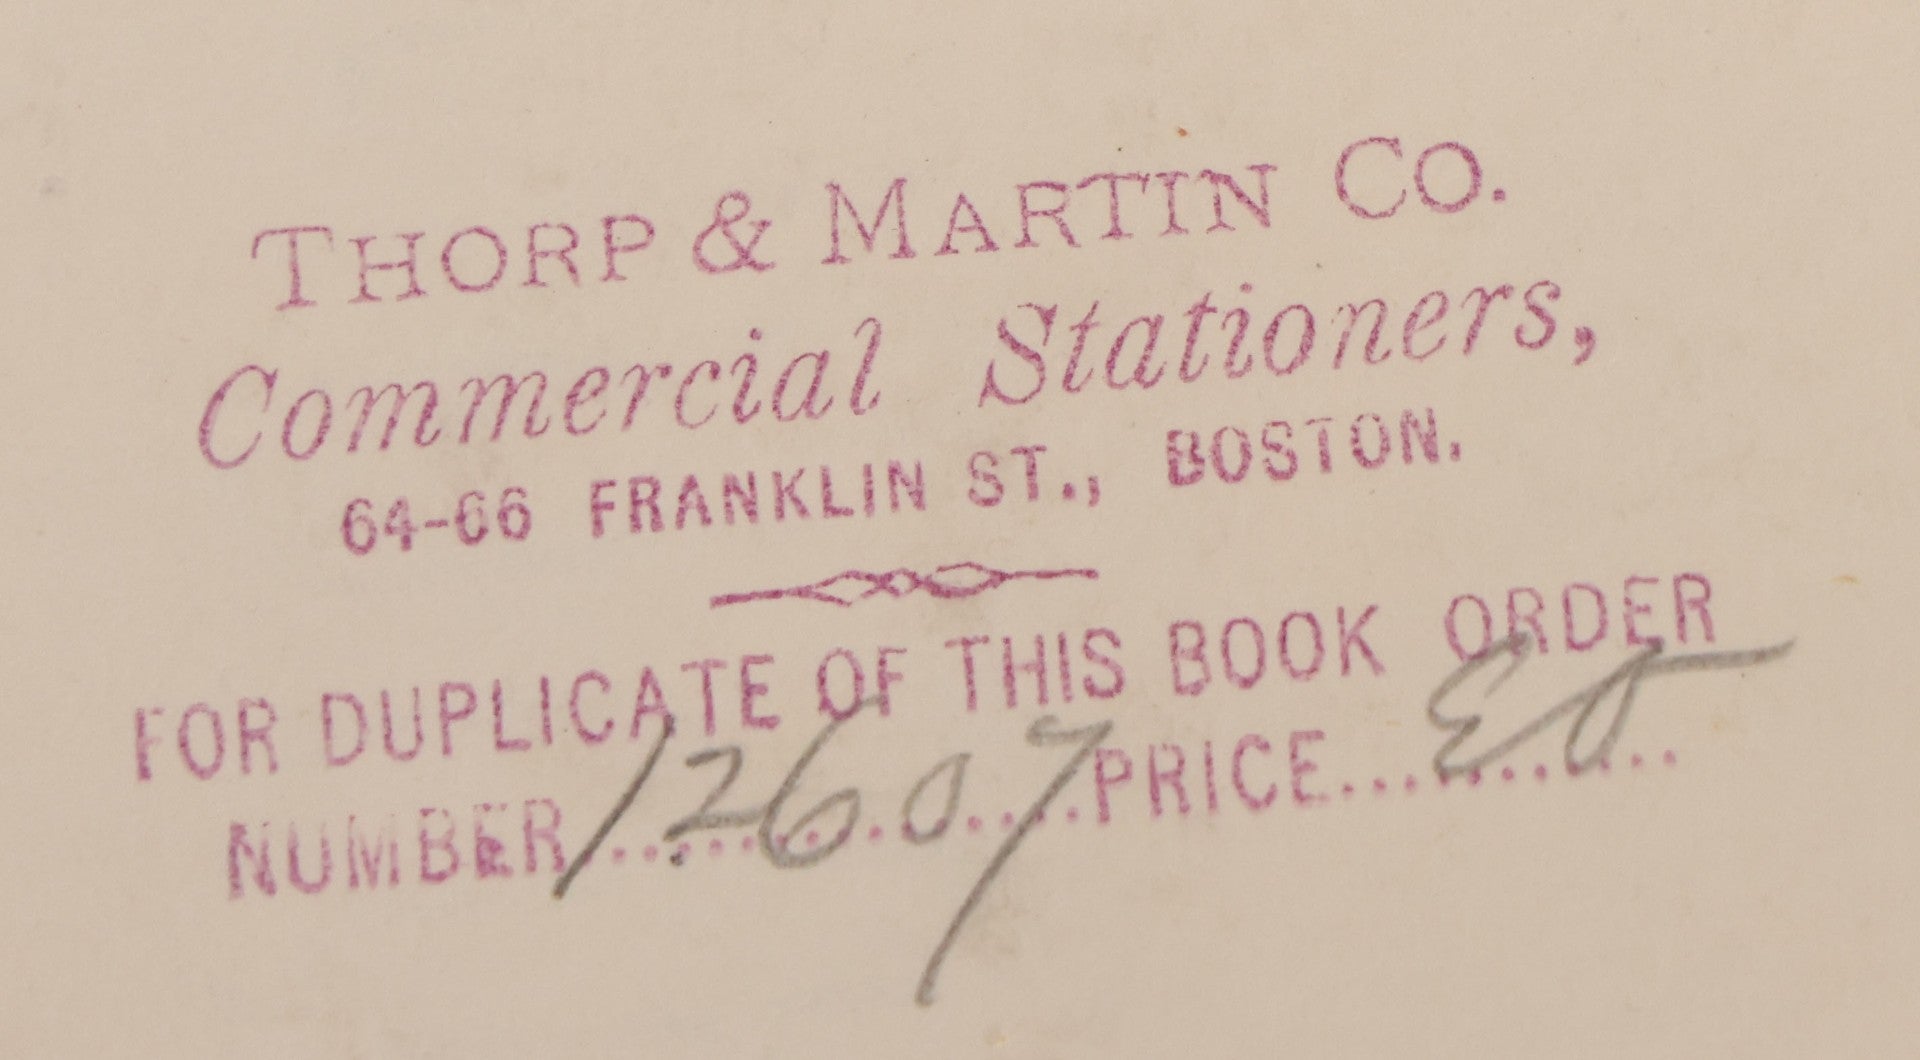 THORP & MARTIN CO.
Commercial Stationers,
64-66 FRANKLIN ST., BOSTON.
FOR DUPLICATE OF THIS BOOK ORDER
NUMBER 12607 PRICE